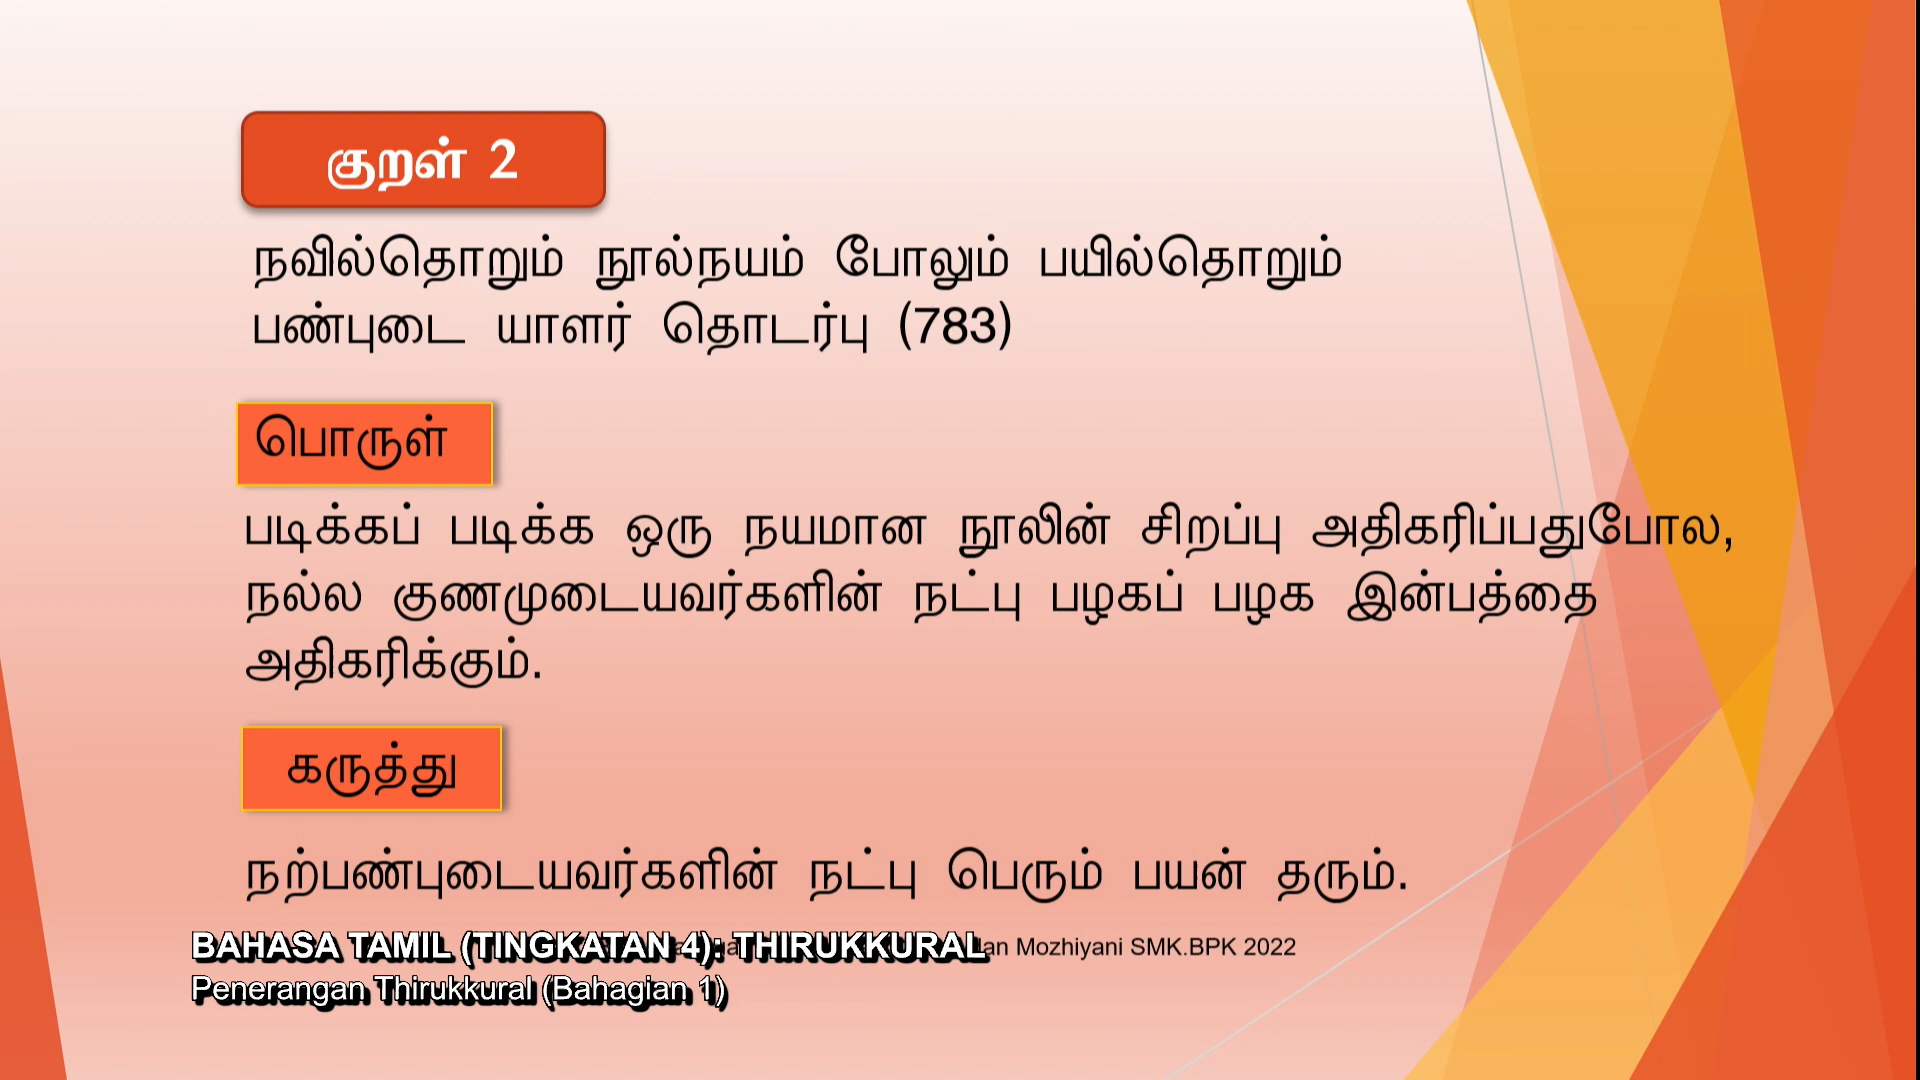 குறள் 2
நவில்தொறும் நூல்நயம் போலும் பயில்தொறும்
பண்புடை யாளர் தொடர்பு (783)
பொருள்
படிக்கப் படிக்க ஒரு நயமான நூலின் சிறப்பு அதிகரிப்பதுபோல,
நல்ல குணமுடையவர்களின் நட்பு பழகப் பழக இன்பத்தை
அதிகரிக்கும்.
கருத்து
நற்பண்புடையவர்களின் நட்பு பெரும் பயன் தரும்.
BAHASA TAMIL (TINGKATAN 4): THIRUKKURAL
Mozhiyani SMK.BPK 2022
Penerangan Thirukkural (Bahagian 1)